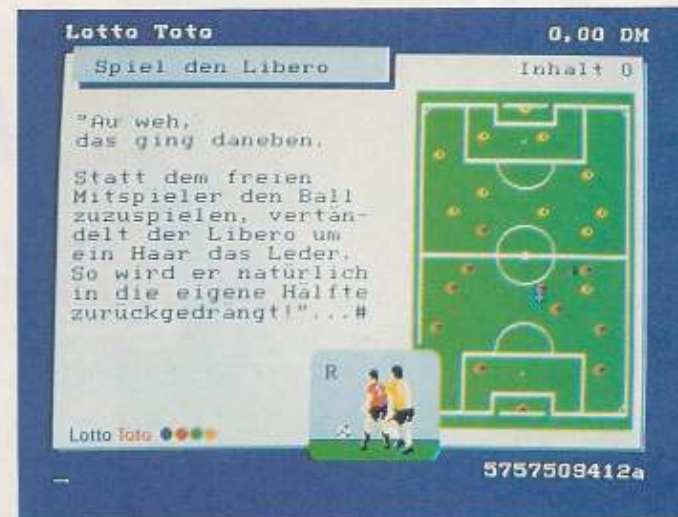 Lotto Toto
0,00 DM
Spiel den Libero
Inhalt 0
"Au weh,
das ging daneben.
Statt dem freien
Mitspieler den Ball
zuzuspielen, vertän-
delt der Libero um
ein Haar das Leder.
So wird er natürlich
in die eigene Hälfte
zurückgedrängt!"...#
R
Lotto Toto
5757509412a